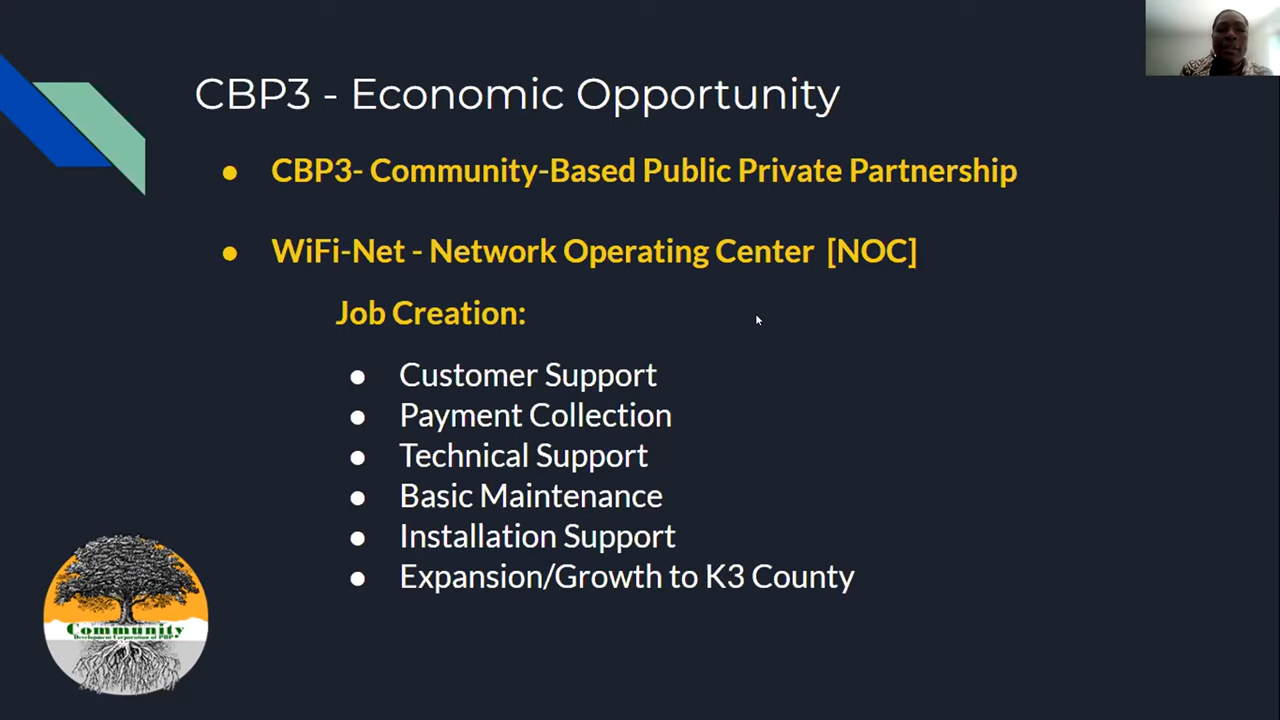 CBP3 - Economic Opportunity
CBP3- Community-Based Public Private Partnership
WiFi-Net - Network Operating Center [NOC]
Job Creation:
Customer Support
Payment Collection
Technical Support
Basic Maintenance
Installation Support
Expansion/Growth to K3 County
Community
Development Corporation of PBP